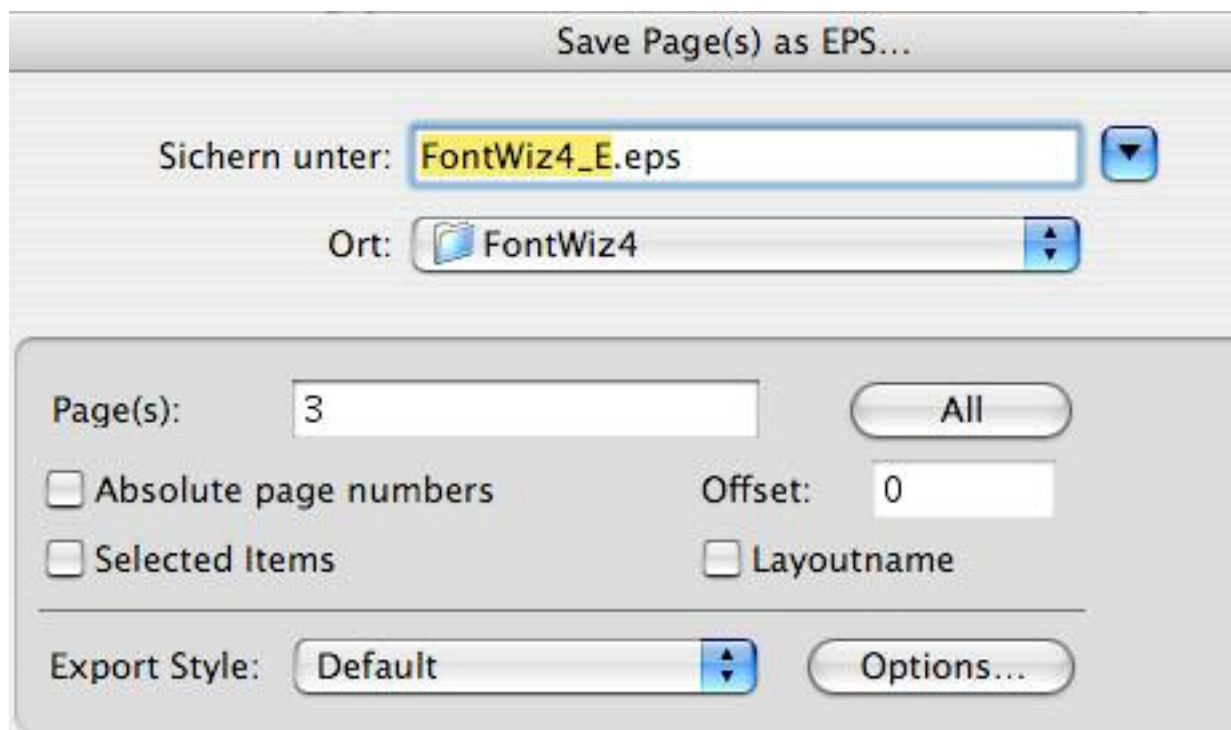 Save Page(s) as EPS...
Sichern unter: FontWiz4_E.eps
Ort: FontWiz4
Page(s): 3 All
Absolute page numbers Offset: 0
Selected Items Layoutname
Export Style: Default Options...